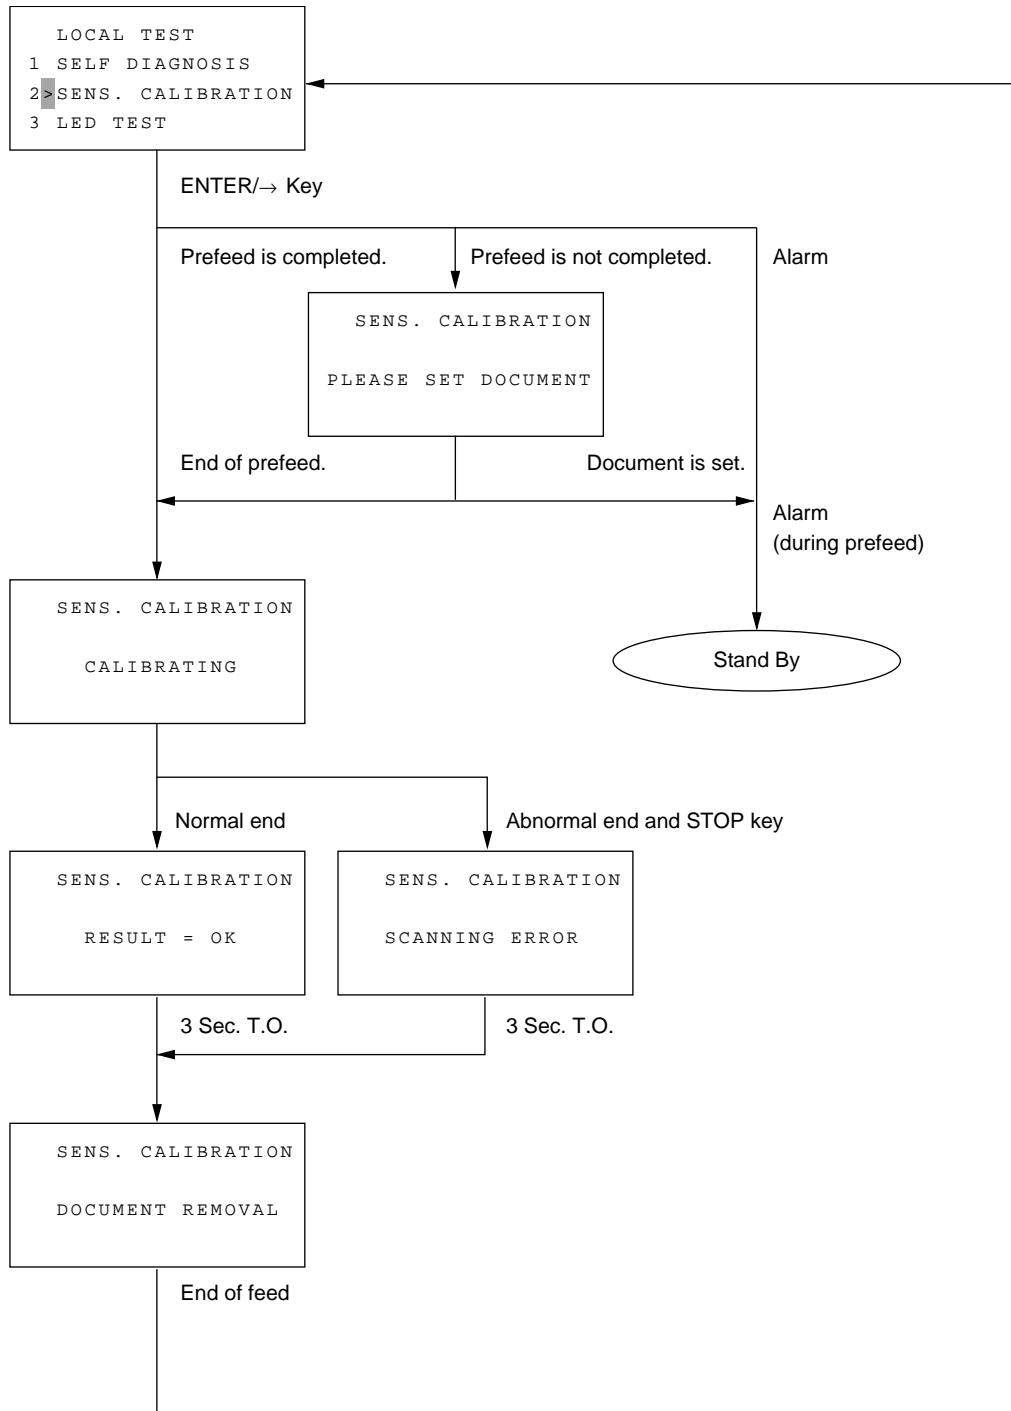 LOCAL TEST
1 SELF DIAGNOSIS
2>SENS. CALIBRATION
3 LED TEST
ENTER/→ Key
Prefeed is completed.
Prefeed is not completed.
Alarm
SENS. CALIBRATION
PLEASE SET DOCUMENT
End of prefeed.
Document is set.
Alarm
(during prefeed)
SENS. CALIBRATION
CALIBRATING
Stand By
Normal end
Abnormal end and STOP key
SENS. CALIBRATION
RESULT = OK
SENS. CALIBRATION
SCANNING ERROR
3 Sec. T.O.
3 Sec. T.O.
SENS. CALIBRATION
DOCUMENT REMOVAL
End of feed